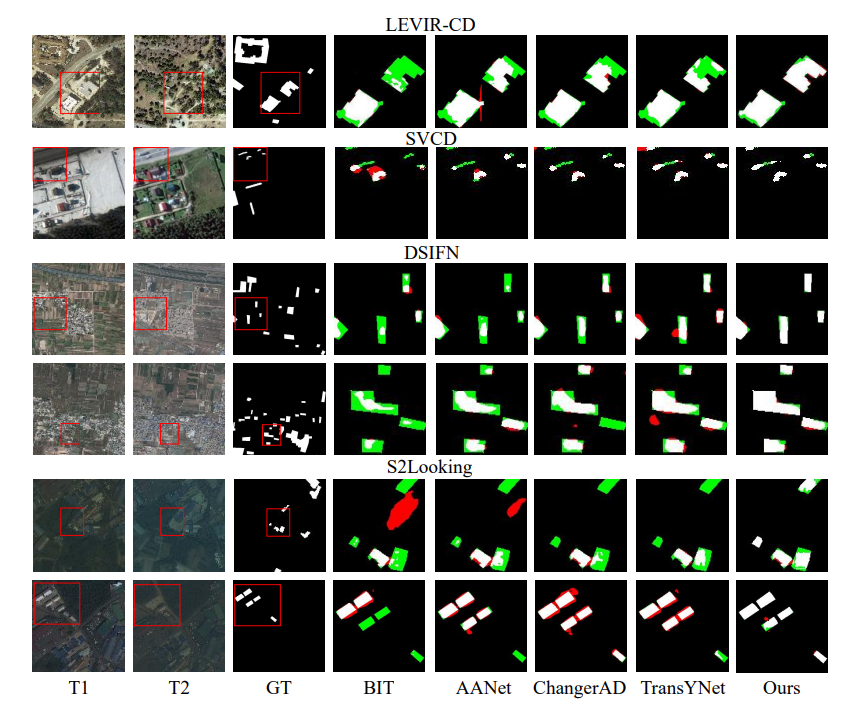 LEVIR-CD
SVCD
DSIFN
S2Looking
T1 T2 GT BIT AANet ChangerAD TransYNet Ours